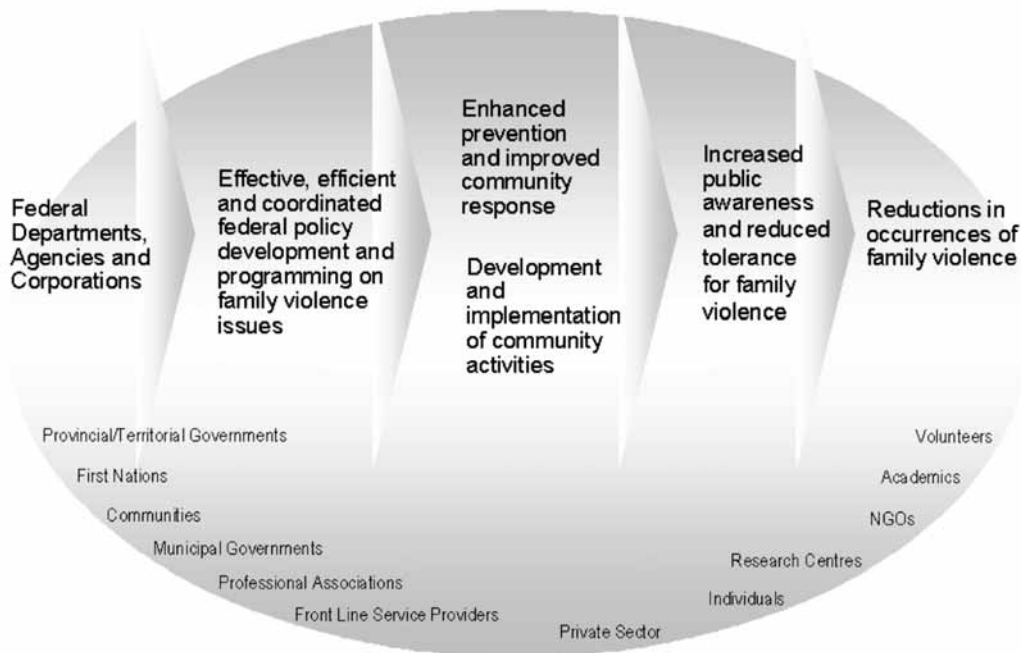 Federal
Departments,
Agencies and
Corporations
Effective, efficient
and coordinated
federal policy
development and
programming on
family violence
issues
Enhanced
prevention
and improved
community
response
Development
and
implementation
of community
activities
Increased
public
awareness
and reduced
tolerance
for family
violence
Reductions in
occurrences of
family violence
Provincial/Territorial Governments
First Nations
Communities
Municipal Governments
Professional Associations
Front Line Service Providers
Private Sector
Individuals
Research Centres
NGOs
Academics
Volunteers